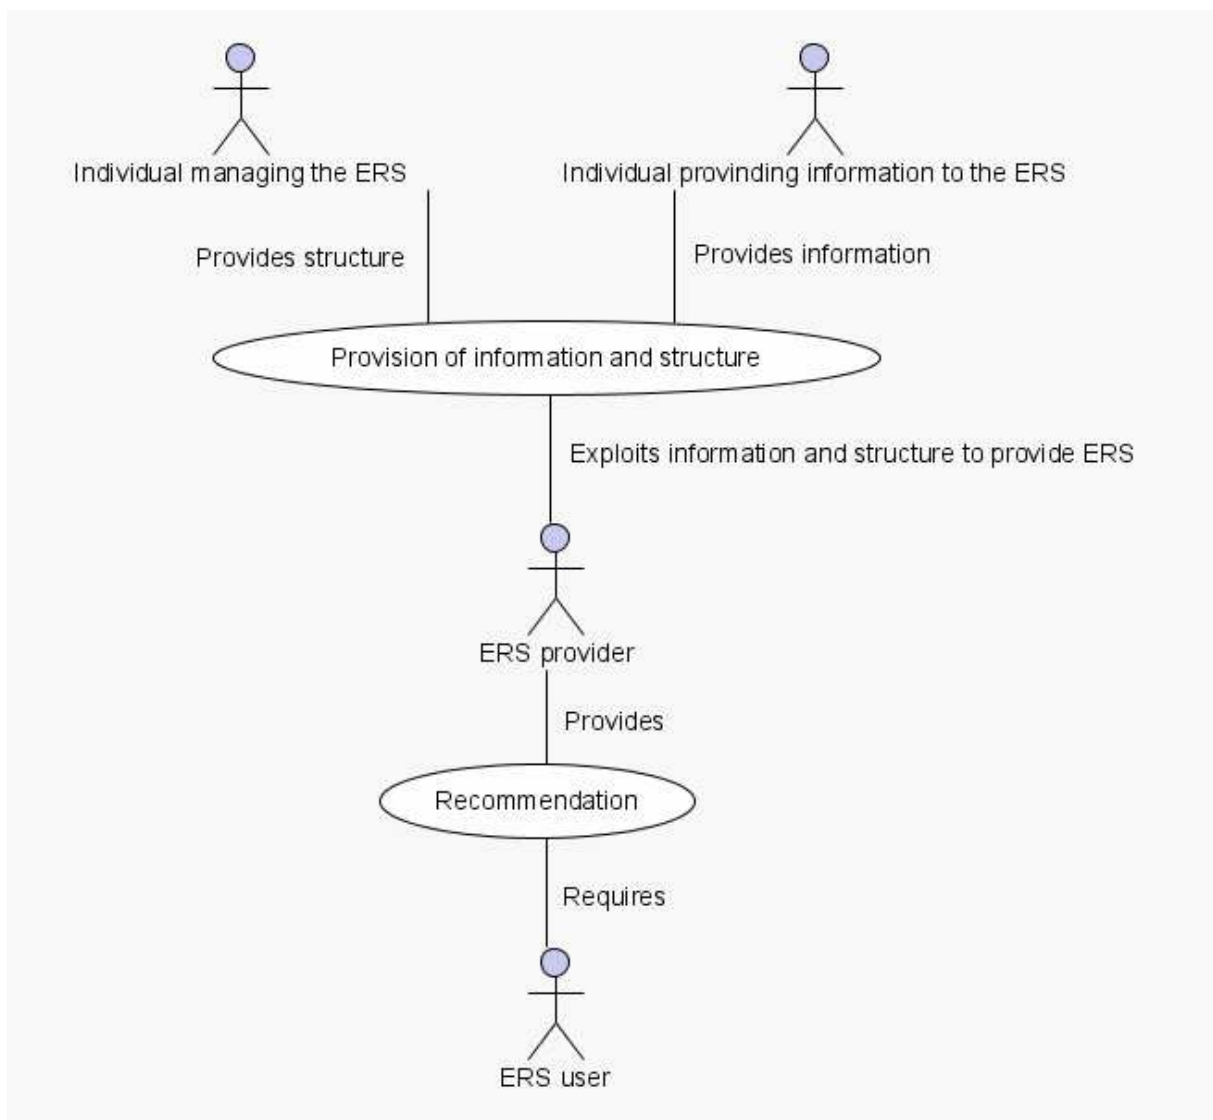 Individual managing the ERS
Individual provinding information to the ERS
Provides structure
Provides information
Provision of information and structure
Exploits information and structure to provide ERS
ERS provider
Provides
Recommendation
Requires
ERS user